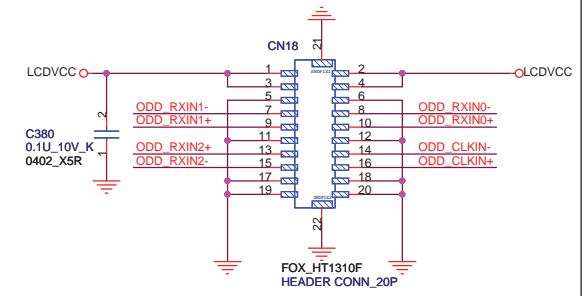 21
CN18
LCDVCC
1
2
LCDVCC
3
4
5
6
ODD_RXIN1-
7
8
ODD_RXIN0-
ODD_RXIN1+
9
10
ODD_RXIN0+
2
C380
0.1U_10V_K
0402_X5R
1
11
12
ODD_RXIN2+
13
14
ODD_CLKIN-
ODD_RXIN2-
15
16
ODD_CLKIN+
17
18
19
20
22
FOX_HT1310F
HEADER CONN_20P